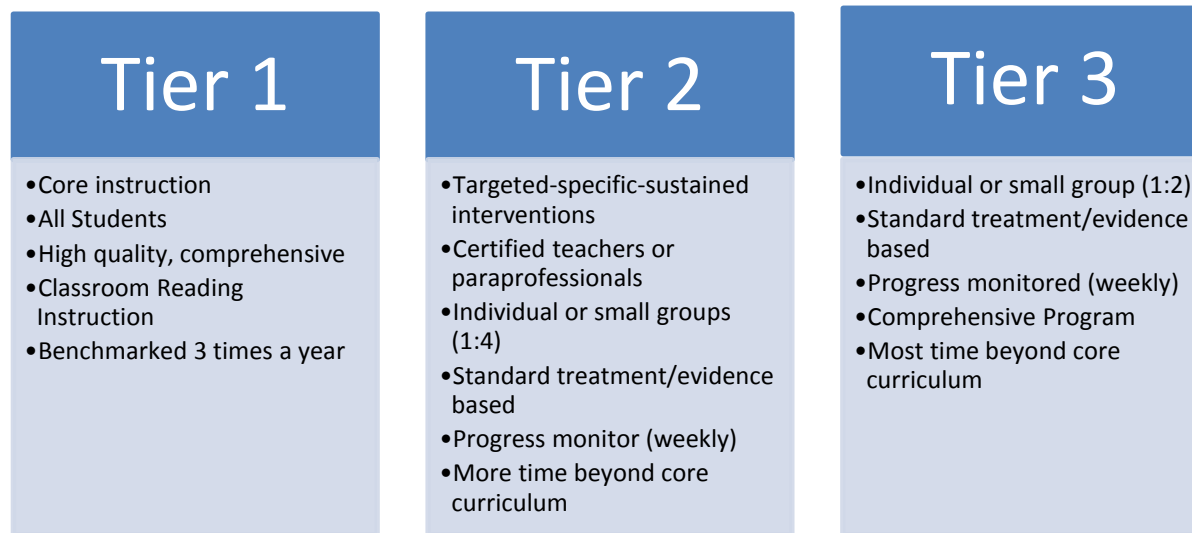 Tier 1
•Core instruction
•All Students
•High quality, comprehensive
•Classroom Reading
Instruction
•Benchmarked 3 times a year
Tier 2
•Targeted-specific-sustained
interventions
•Certified teachers or
paraprofessionals
•Individual or small groups
(1:4)
•Standard treatment/evidence
based
•Progress monitor (weekly)
•More time beyond core
curriculum
Tier 3
•Individual or small group (1:2)
•Standard treatment/evidence
based
•Progress monitored (weekly)
•Comprehensive Program
•Most time beyond core
curriculum